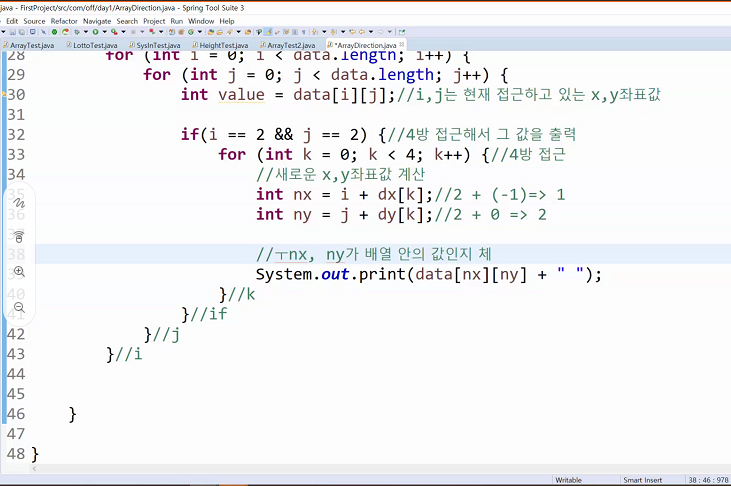 java - FirstProject/src/com/off/day1/ArrayDirection.java - Spring Tool Suite 3
Edit Source Refactor Navigate Search Project Run Window Help
ArrayTest.java LottoTest.java SysInTest.java HeightTest.java ArrayTest2.java *ArrayDirection.java
28 for (int i = 0; i < data.length; i++) {
29 for (int j = 0; j < data.length; j++) {
30 int value = data[i][j];//i,j는 현재 접근하고 있는 x,y좌표값
31
32 if(i == 2 && j == 2) {//4방 접근해서 그 값을 출력
33 for (int k = 0; k < 4; k++) {//4방 접근
34 //새로운 x,y좌표값 계산
35 int nx = i + dx[k];//2 + (-1)=> 1
36 int ny = j + dy[k];//2 + 0 => 2
38 //ㅜnx, ny가 배열 안의 값인지 체
System.out.print(data[nx][ny] + " ");
40 }//k
41 }//if
42 }//j
43 }//i
44
45
46 }
47
48 }
Writable Smart Insert 38 : 46 : 978